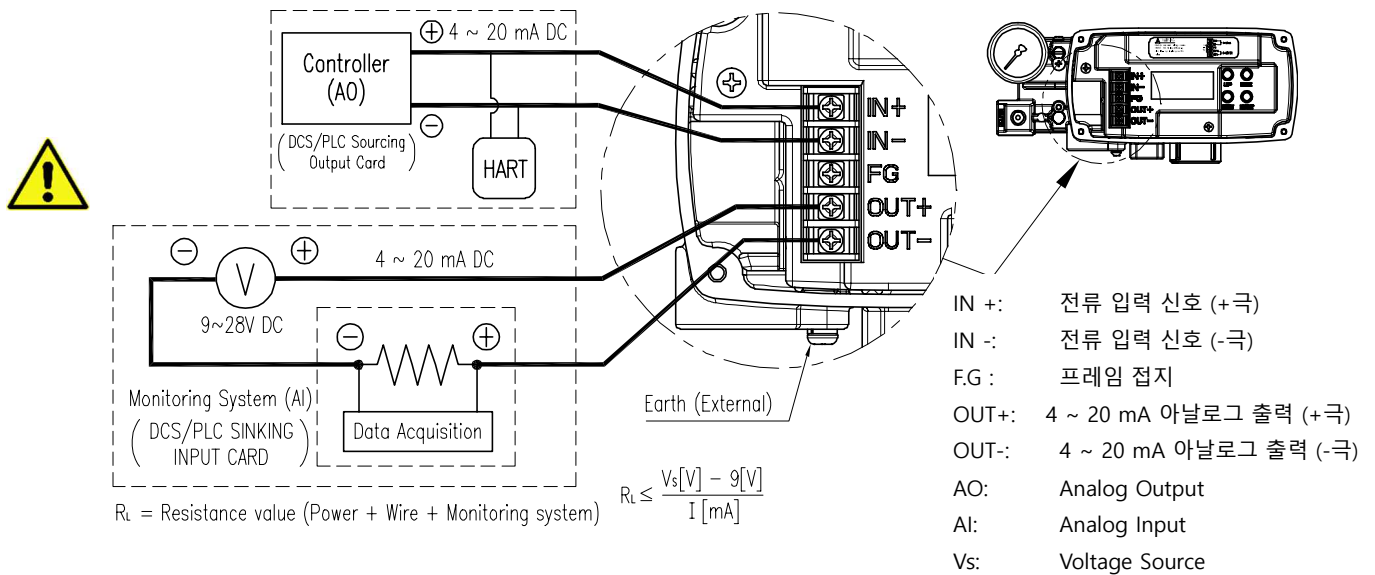 ⊕ 4 ~ 20 mA DC
Controller
(AO)
⊖
(DCS/PLC Sourcing
Output Card)
HART
IN+
IN-
FG
OUT+
OUT-
IN+
IN-
FG
OUT+
OUT-
⊖ ⊕
4 ~ 20 mA DC
V
9~28V DC
⊖ ⊕
Monitoring System (AI)
(DCS/PLC SINKING
INPUT CARD)
Data Acquisition
Earth (External)
RL = Resistance value (Power + Wire + Monitoring system)
RL ≤ Vs[V] - 9[V]
I [mA]
IN +: 전류 입력 신호 (+극)
IN -: 전류 입력 신호 (-극)
F.G : 프레임 접지
OUT+: 4 ~ 20 mA 아날로그 출력 (+극)
OUT-: 4 ~ 20 mA 아날로그 출력 (-극)
AO: Analog Output
AI: Analog Input
Vs: Voltage Source